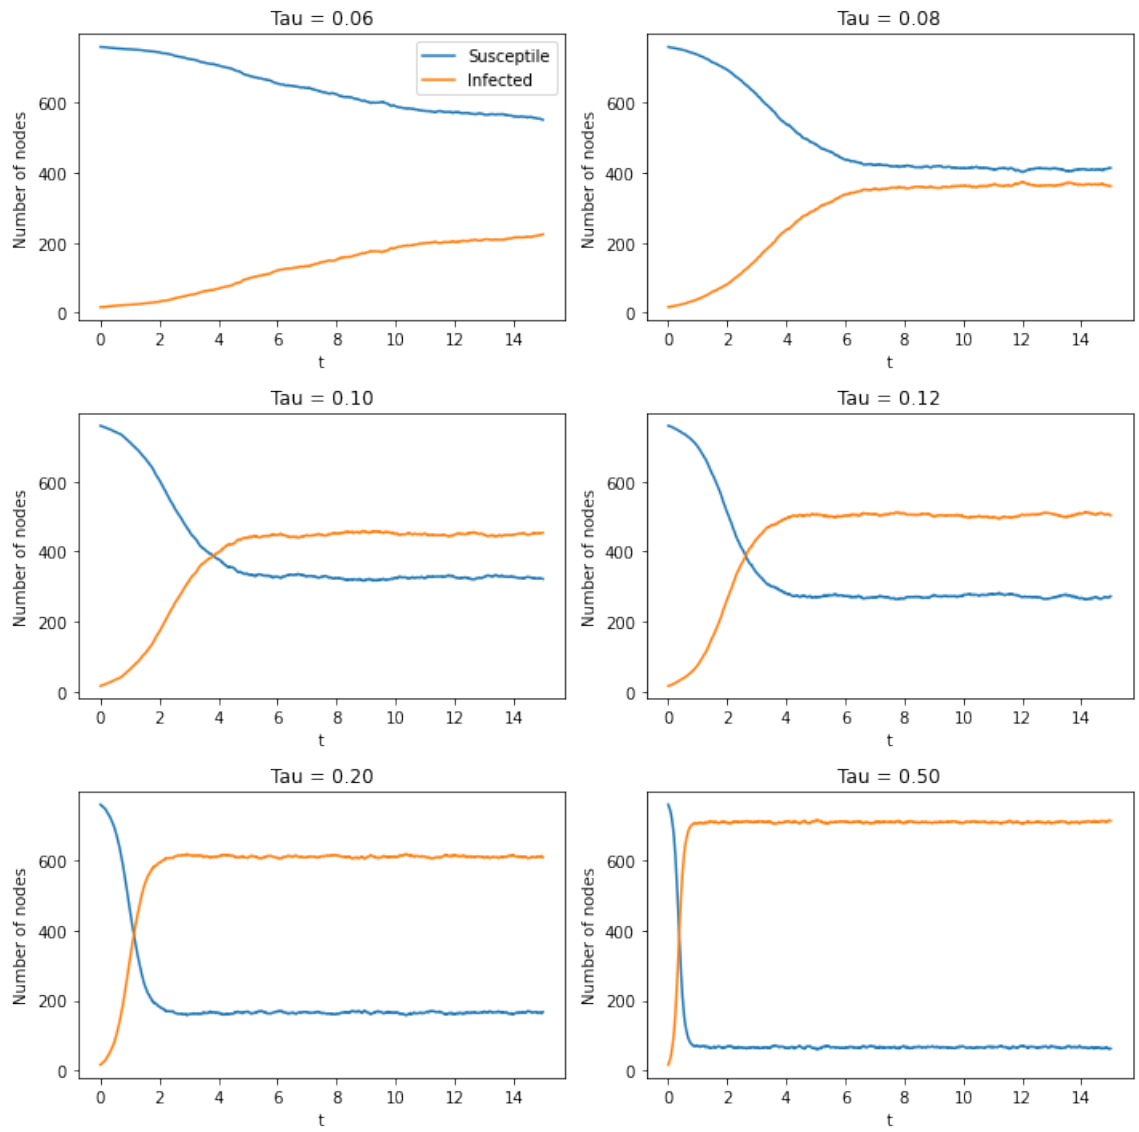 Tau = 0.06
Susceptile
Infected
Number of nodes
600
400
200
0
0 2 4 6 8 10 12 14
t
Tau = 0.08
Number of nodes
600
400
200
0
0 2 4 6 8 10 12 14
t
Tau = 0.10
Number of nodes
600
400
200
0
0 2 4 6 8 10 12 14
t
Tau = 0.12
Number of nodes
600
400
200
0
0 2 4 6 8 10 12 14
t
Tau = 0.20
Number of nodes
600
400
200
0
0 2 4 6 8 10 12 14
t
Tau = 0.50
Number of nodes
600
400
200
0
0 2 4 6 8 10 12 14
t